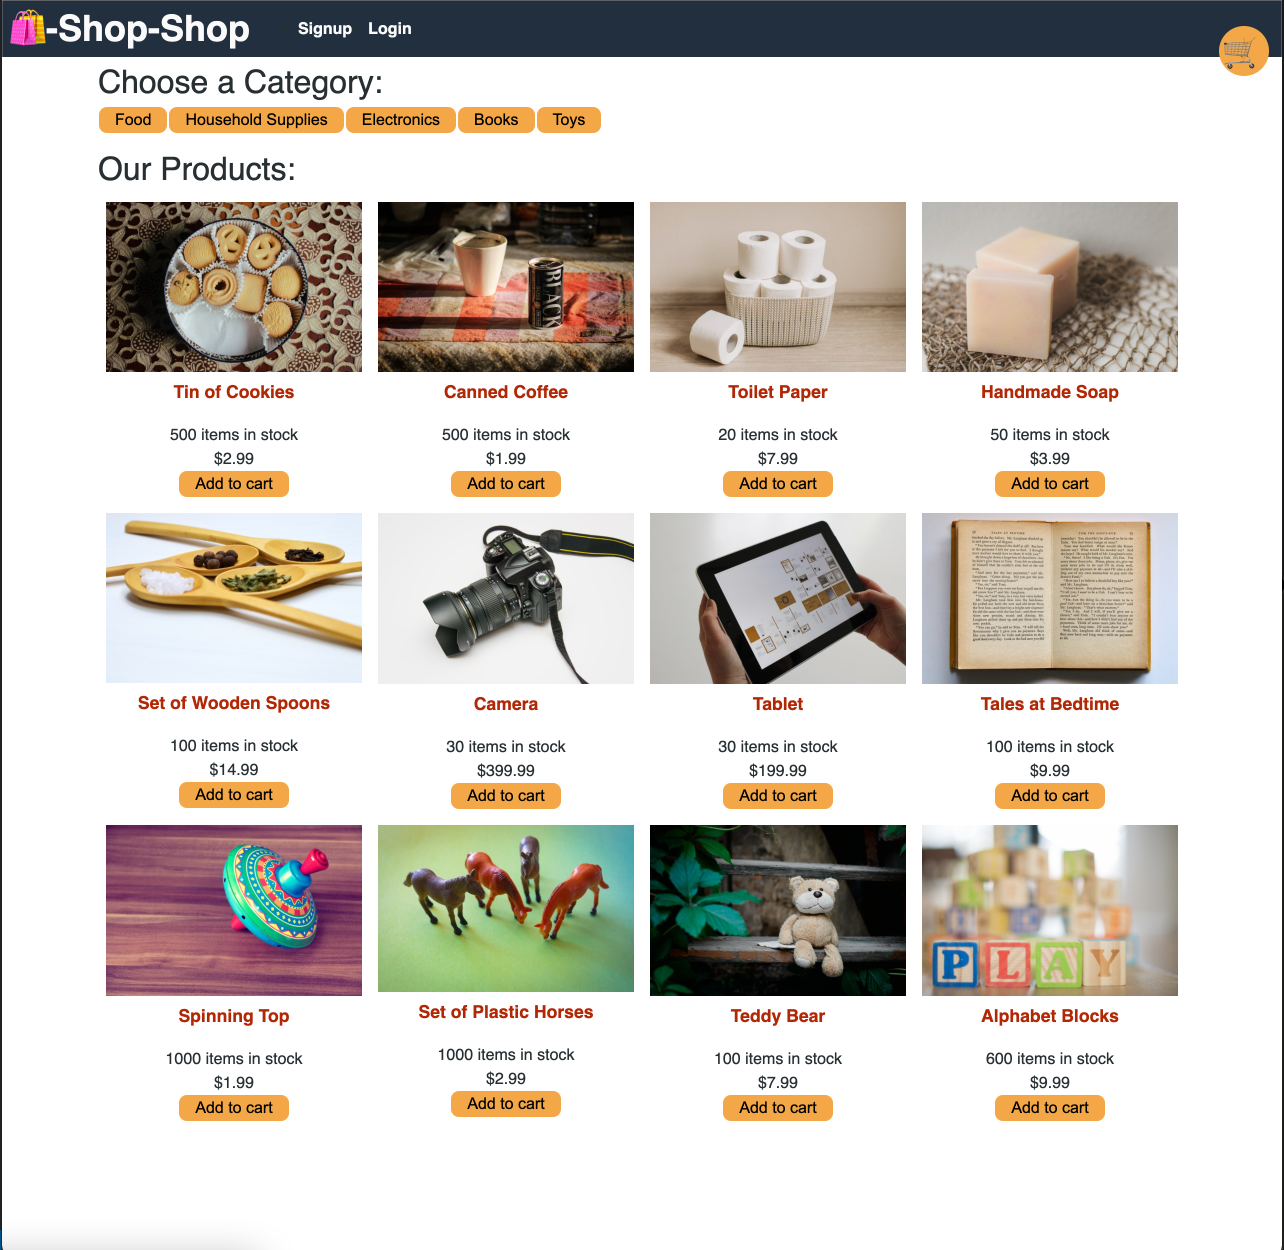 -Shop-Shop
Signup Login
Choose a Category:
Food Household Supplies Electronics Books Toys
Our Products:
BLACK
Tin of Cookies Canned Coffee Toilet Paper Handmade Soap
500 items in stock 500 items in stock 20 items in stock 50 items in stock
$2.99 $1.99 $7.99 $3.99
Add to cart Add to cart Add to cart Add to cart
Set of Wooden Spoons Camera Tablet Tales at Bedtime
100 items in stock 30 items in stock 30 items in stock 100 items in stock
$14.99 $399.99 $199.99 $9.99
Add to cart Add to cart Add to cart Add to cart
PLAY
Spinning Top Set of Plastic Horses Teddy Bear Alphabet Blocks
1000 items in stock 1000 items in stock 100 items in stock 600 items in stock
$1.99 $2.99 $7.99 $9.99
Add to cart Add to cart Add to cart Add to cart